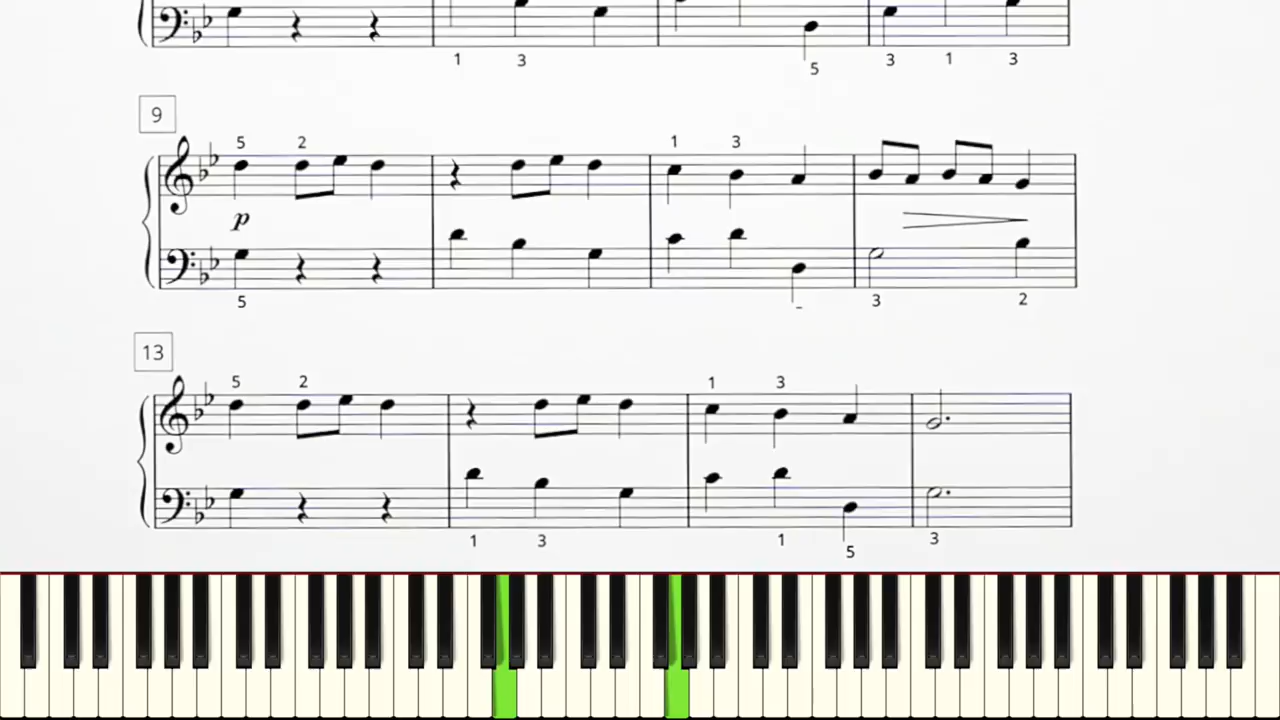 1 3 5 3 1 3
9
5 2 1 3
p
5 3 2
13
5 2 1 3
1 3 1 5 3